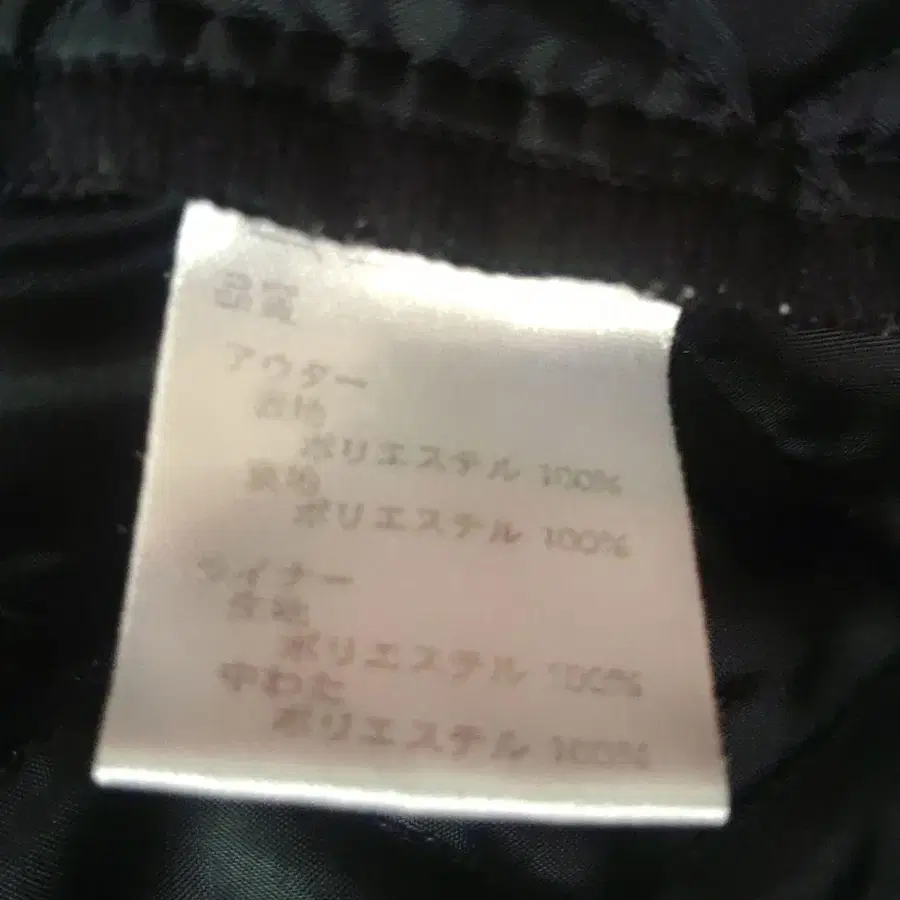 品質
アウター
表地
ポリエステル 100%
裏地
ポリエステル 100%
ライナー
表地
ポリエステル 100%
中わた
ポリエステル 100%